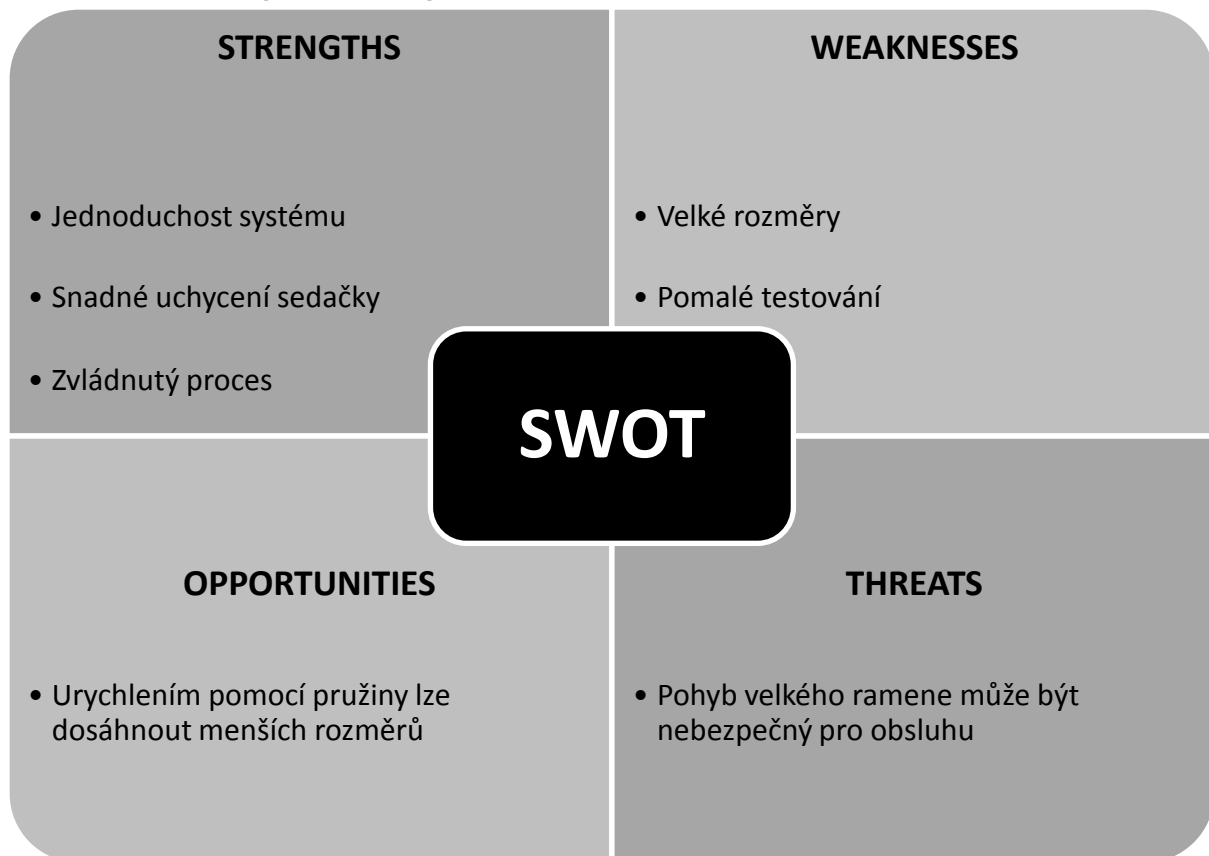 STRENGTHS
• Jednoduchost systému
• Snadné uchycení sedačky
• Zvládnutý proces
WEAKNESSES
• Velké rozměry
• Pomalé testování
SWOT
OPPORTUNITIES
• Urychlením pomocí pružiny lze
dosáhnout menších rozměrů
THREATS
• Pohyb velkého ramene může být
nebezpečný pro obsluhu